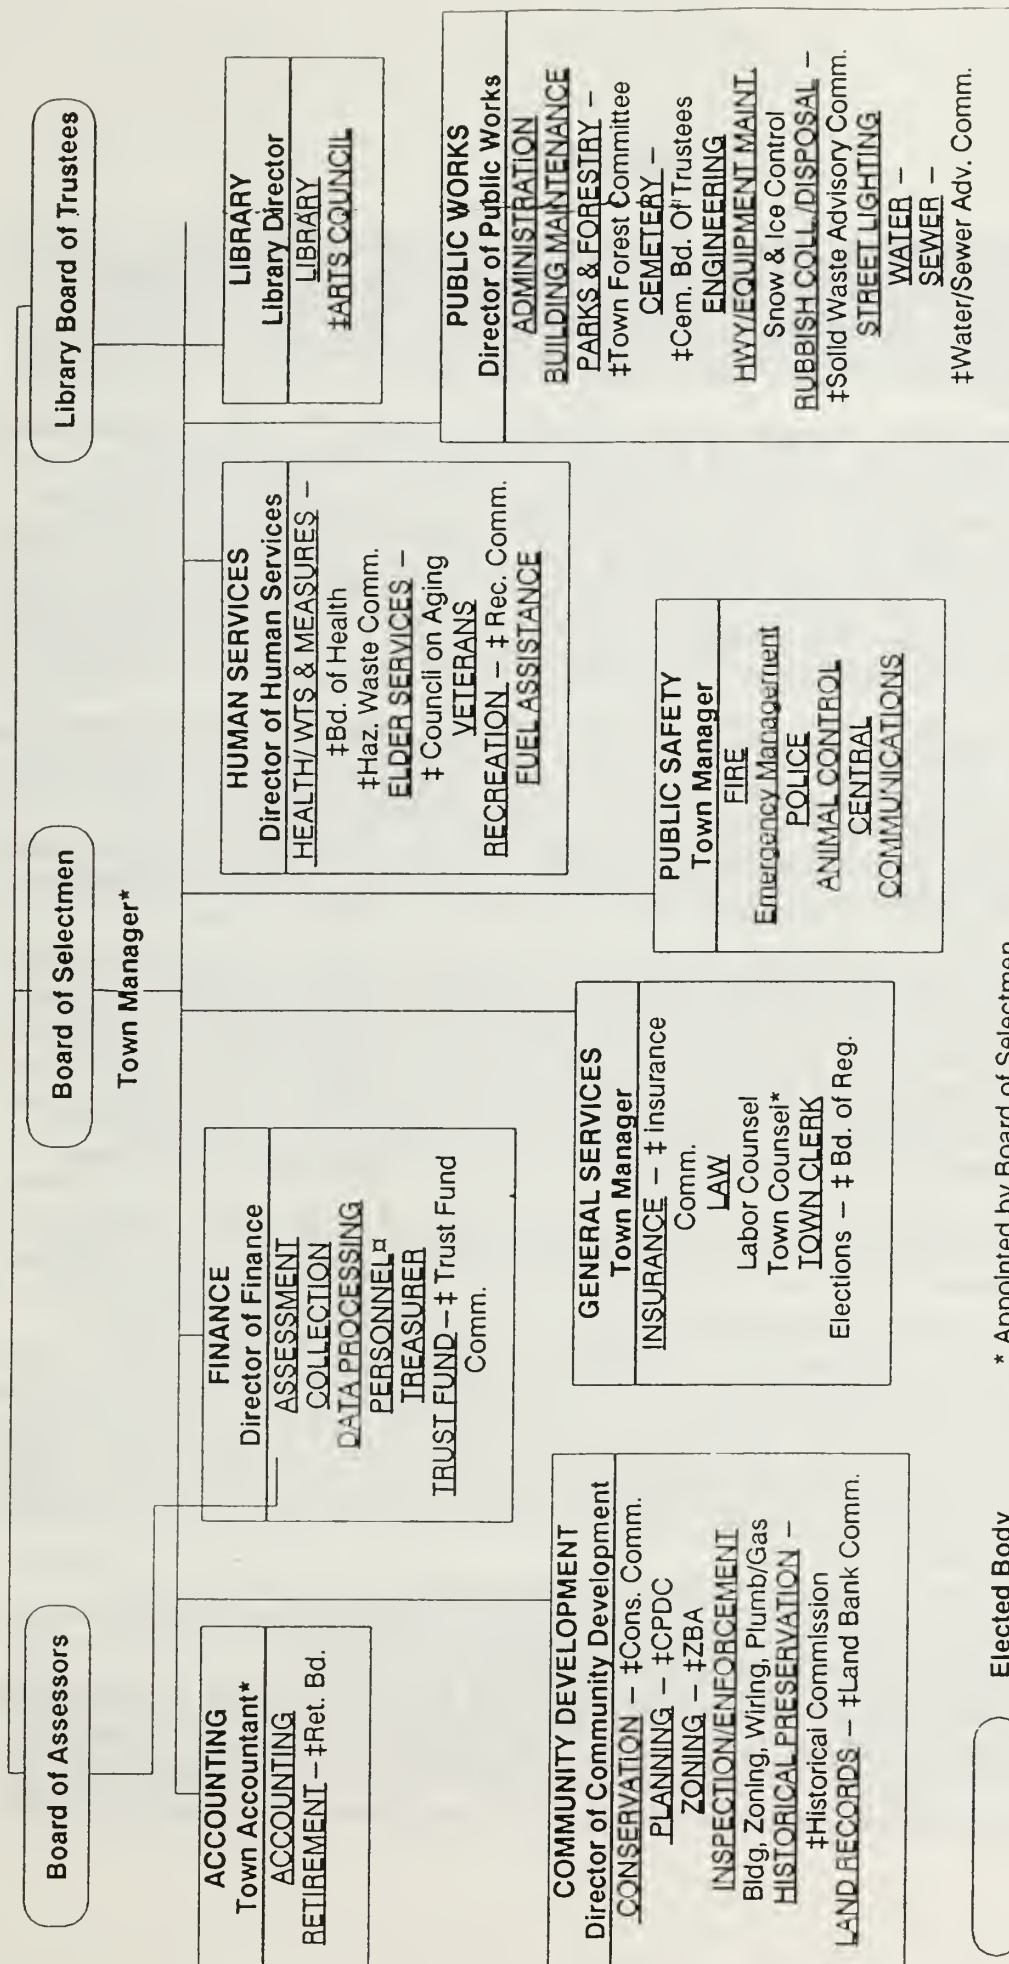 Board of Assessors
Board of Selectmen
Library Board of Trustees
Town Manager*
ACCOUNTING
Town Accountant*
ACCOUNTING
RETIREMENT – ‡Ret. Bd.
FINANCE
Director of Finance
ASSESSMENT
COLLECTION
DATA PROCESSING
PERSONNEL¤
TREASURER
TRUST FUND – ‡ Trust Fund
Comm.
HUMAN SERVICES
Director of Human Services
HEALTH/WTS & MEASURES –
‡Bd. of Health
‡Haz. Waste Comm.
ELDER SERVICES –
‡ Council on Aging
VETERANS
RECREATION – ‡ Rec. Comm.
FUEL ASSISTANCE
LIBRARY
Library Director
LIBRARY
‡ARTS COUNCIL
COMMUNITY DEVELOPMENT
Director of Community Development
CONSERVATION – ‡Cons. Comm.
PLANNING – ‡CPDC
ZONING – ‡ZBA
INSPECTION/ENFORCEMENT
Bldg, Zoning, Wiring, Plumb/Gas
HISTORICAL PRESERVATION –
‡Historical Commission
LAND RECORDS – ‡Land Bank Comm.
GENERAL SERVICES
Town Manager
INSURANCE – ‡ Insurance
Comm.
LAW
Labor Counsel
Town Counsel*
TOWN CLERK
Elections – ‡ Bd. of Reg.
PUBLIC SAFETY
Town Manager
FIRE
Emergency Management
POLICE
ANIMAL CONTROL
CENTRAL
COMMUNICATIONS
PUBLIC WORKS
Director of Public Works
ADMINISTRATION
BUILDING MAINTENANCE
PARKS & FORESTRY –
‡Town Forest Committee
CEMETERY –
‡Cem. Bd. Of Trustees
ENGINEERING
HWY/EQUIPMENT MAINT.
Snow & Ice Control
RUBBISH COLL./DISPOSAL –
‡Solid Waste Advisory Comm.
STREET LIGHTING
WATER –
SEWER –
‡Water/Sewer Adv. Comm.
Elected Body
* Appointed by Board of Selectmen